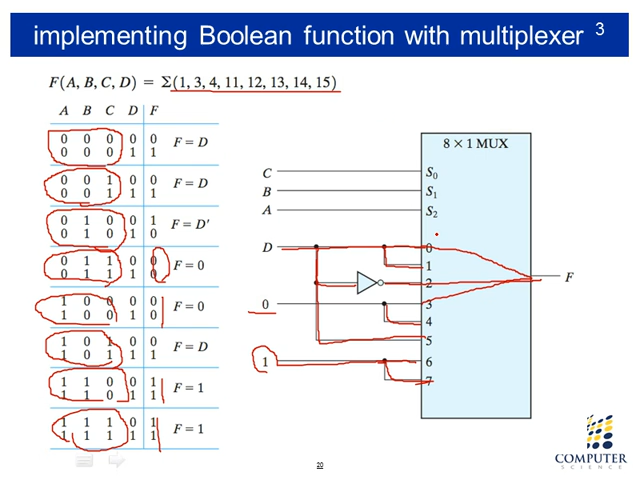 implementing Boolean function with multiplexer 3
F(A, B, C, D) = Σ(1, 3, 4, 11, 12, 13, 14, 15)
A B C D F
0 0 0 0 0
0 0 0 1 1
F = D
0 0 1 0 0
0 0 1 1 1
F = D
0 1 0 0 1
0 1 0 1 0
F = D'
0 1 1 0 0
0 1 1 1 0
F = 0
1 0 0 0 0
1 0 0 1 0
F = 0
1 0 1 0 0
1 0 1 1 1
F = D
1 1 0 0 1
1 1 0 1 1
F = 1
1 1 1 0 1
1 1 1 1 1
F = 1
8 × 1 MUX
C S0
B S1
A S2
D 0
1
2
0 3
4
5
1 6
7
F
20
COMPUTER
SCIENCE